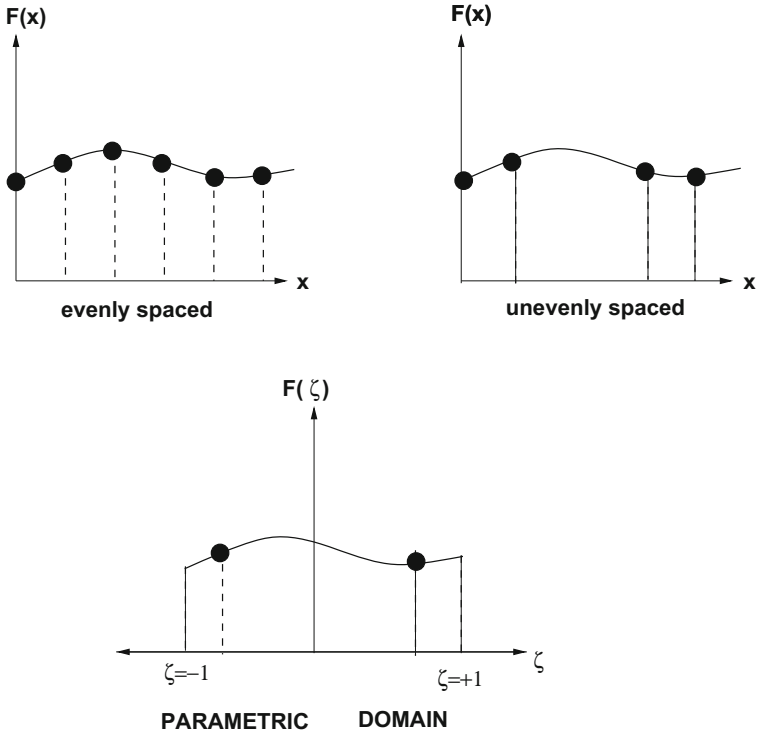 F(x)
x
evenly spaced
F(x)
x
unevenly spaced
F( ζ)
ζ
ζ=−1
ζ=+1
PARAMETRIC DOMAIN